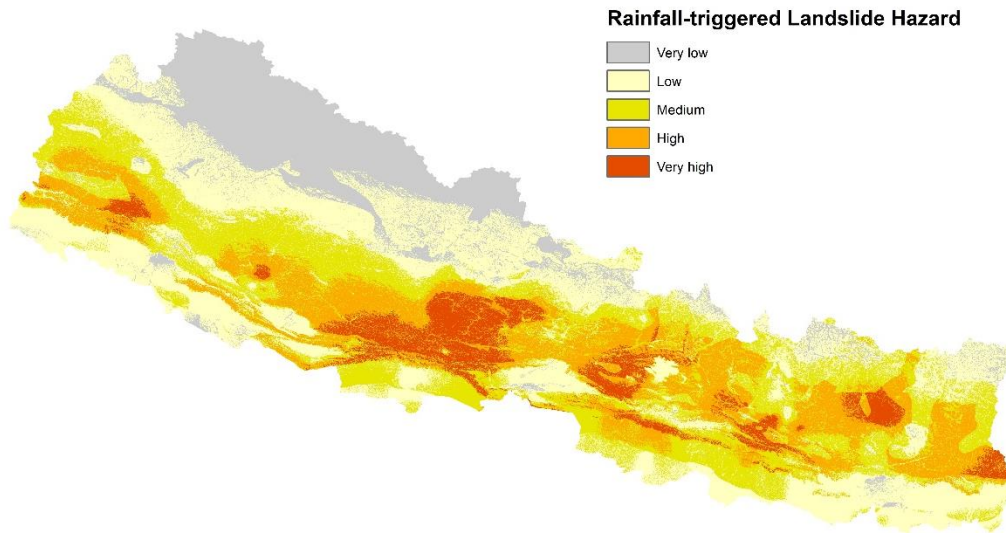 Rainfall-triggered Landslide Hazard
Very low
Low
Medium
High
Very high